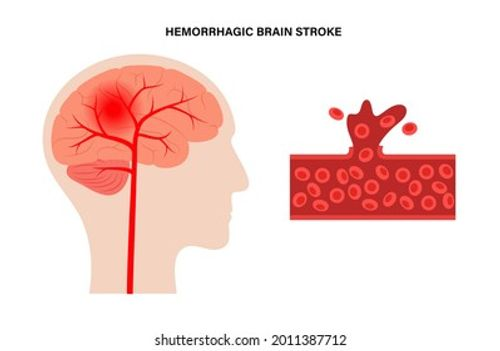 HEMORRHAGIC BRAIN STROKE
shutterstock.com · 2011387712